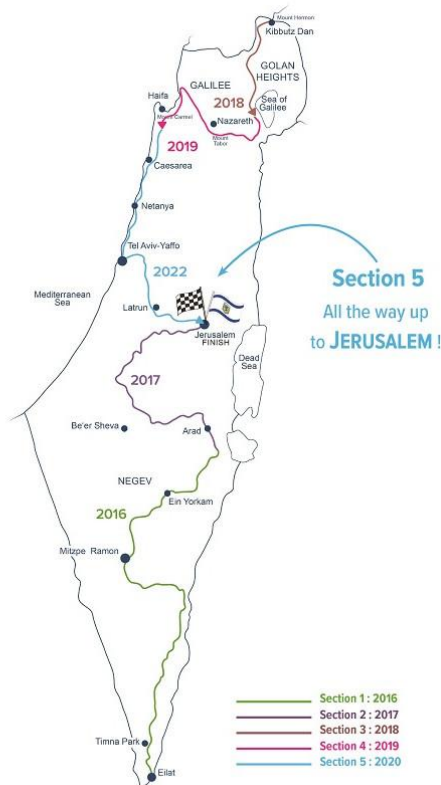 Mount Hermon
Kibbutz Dan
GOLAN
HEIGHTS
GALILEE
2018
Sea of
Galilee
Haifa
Mount Carmel
Nazareth
Mount
Tabor
2019
Caesarea
Netanya
Tel Aviv-Yaffo
2022
Mediterranean
Sea
Latrun
Jerusalem
FINISH
Section 5
All the way up
to JERUSALEM !
Dead
Sea
2017
Be'er Sheva
Arad
NEGEV
Ein Yorkam
2016
Mitzpe Ramon
Timna Park
Eilat
Section 1 : 2016
Section 2 : 2017
Section 3 : 2018
Section 4 : 2019
Section 5 : 2020